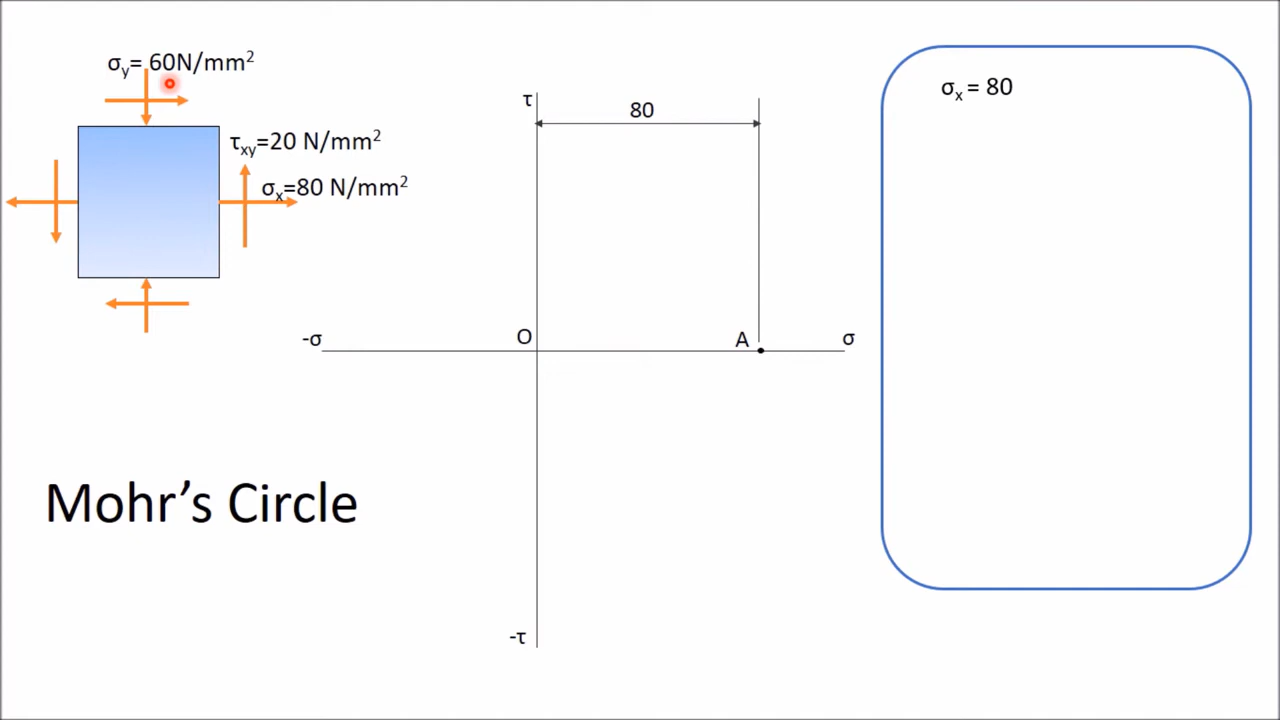 σy= 60N/mm²
τxy=20 N/mm²
σx=80 N/mm²
τ
80
-σ
O
A
σ
-τ
Mohr’s Circle
σx = 80